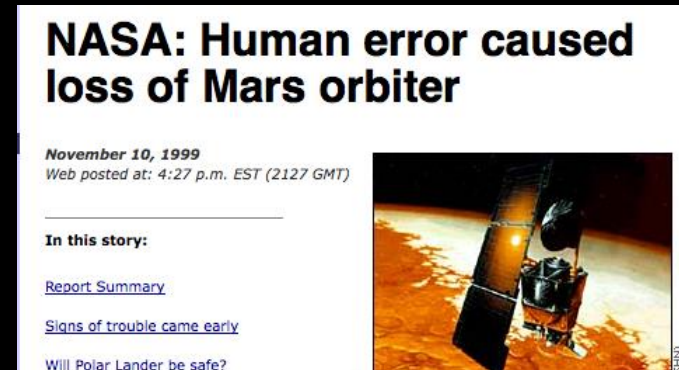 NASA: Human error caused
loss of Mars orbiter
November 10, 1999
Web posted at: 4:27 p.m. EST (2127 GMT)
In this story:
Report Summary
Signs of trouble came early
Will Polar Lander be safe?